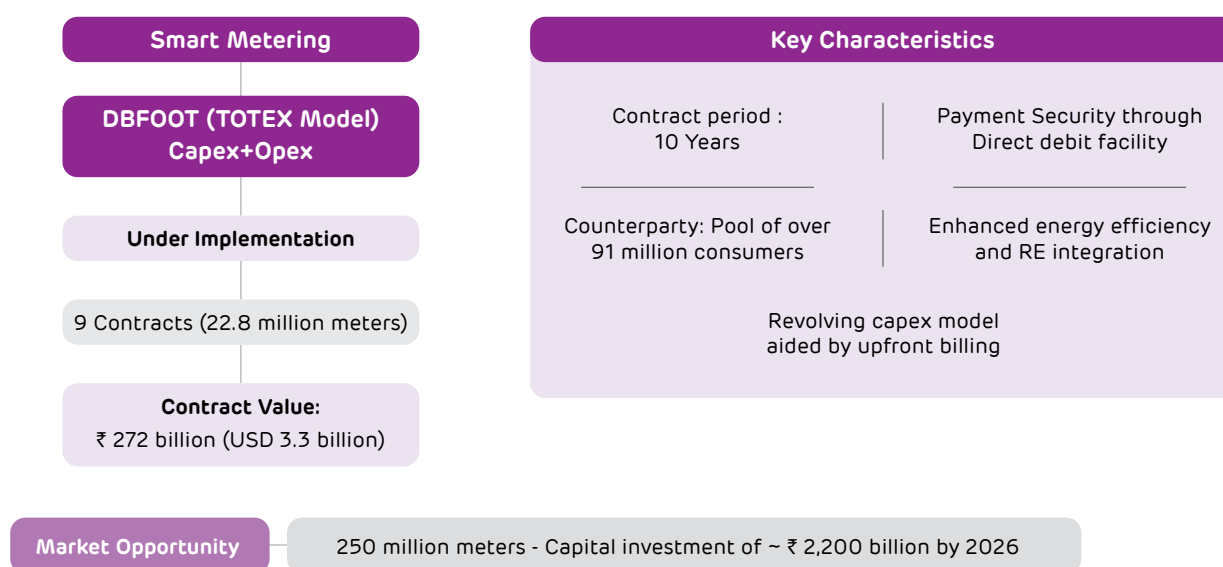 Smart Metering
DBFOOT (TOTEX Model)
Capex+Opex
Under Implementation
9 Contracts (22.8 million meters)
Contract Value:
₹ 272 billion (USD 3.3 billion)
Key Characteristics
Contract period :
10 Years
Payment Security through
Direct debit facility
Counterparty: Pool of over
91 million consumers
Enhanced energy efficiency
and RE integration
Revolving capex model
aided by upfront billing
Market Opportunity
250 million meters - Capital investment of ~ ₹ 2,200 billion by 2026